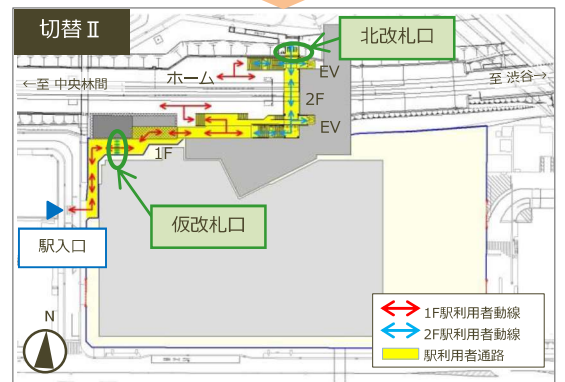 切替Ⅱ
北改札口
EV
ホーム
←至 中央林間
至 渋谷→
2F
EV
1F
仮改札口
駅入口
N
1F駅利用者動線
2F駅利用者動線
駅利用者通路